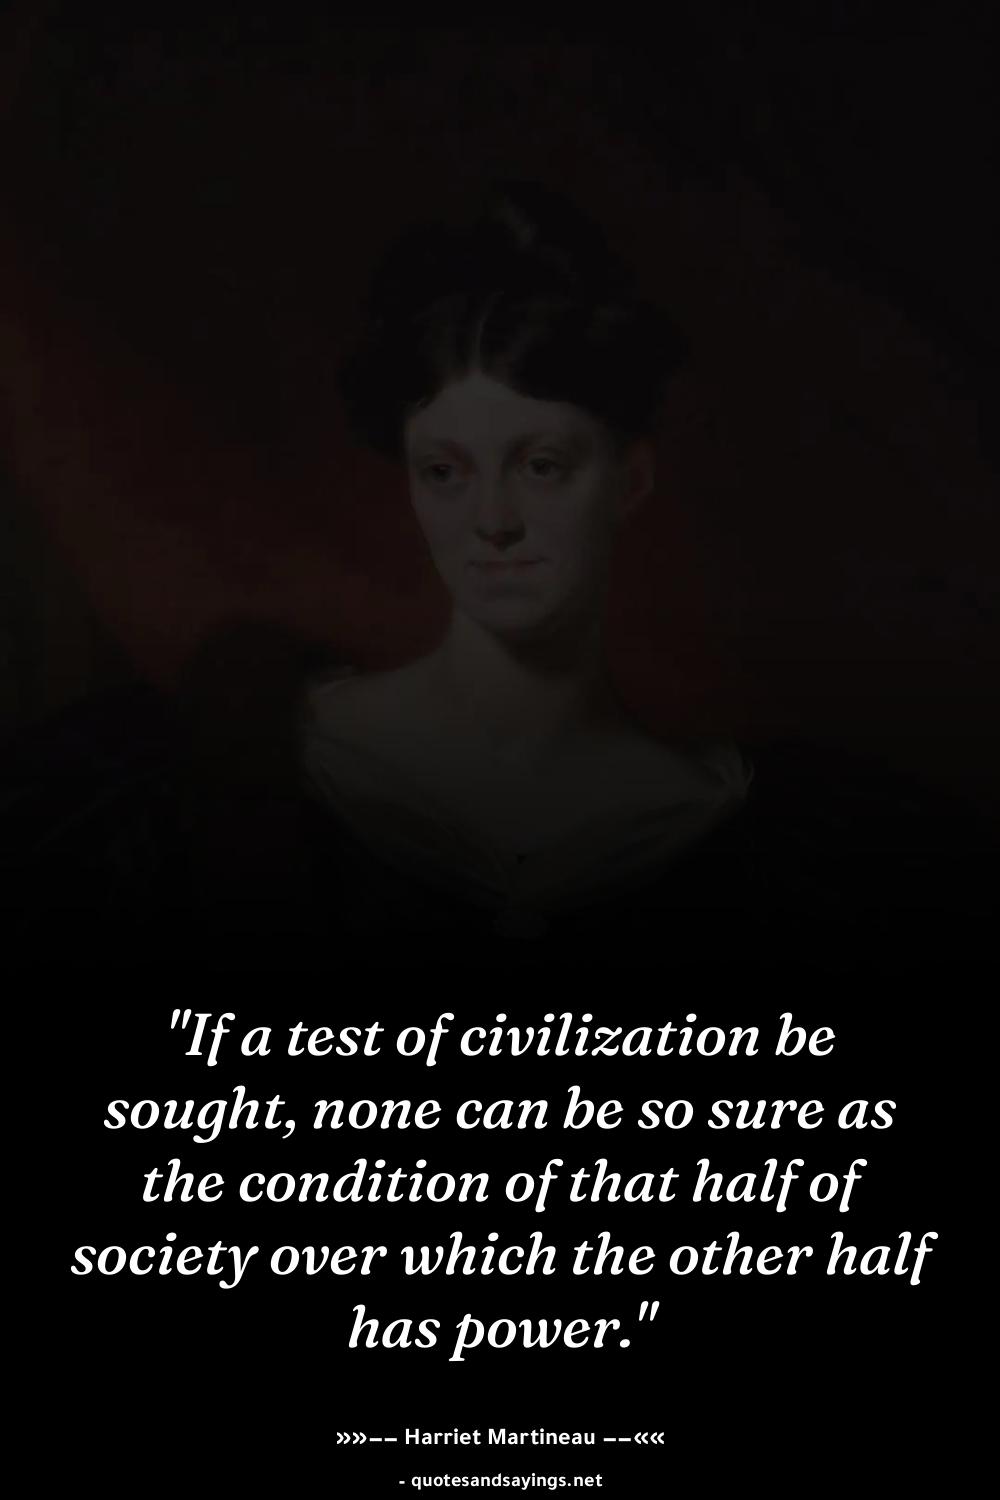 "If a test of civilization be
sought, none can be so sure as
the condition of that half of
society over which the other half
has power."
»»–– Harriet Martineau ––««
- quotesandsayings.net